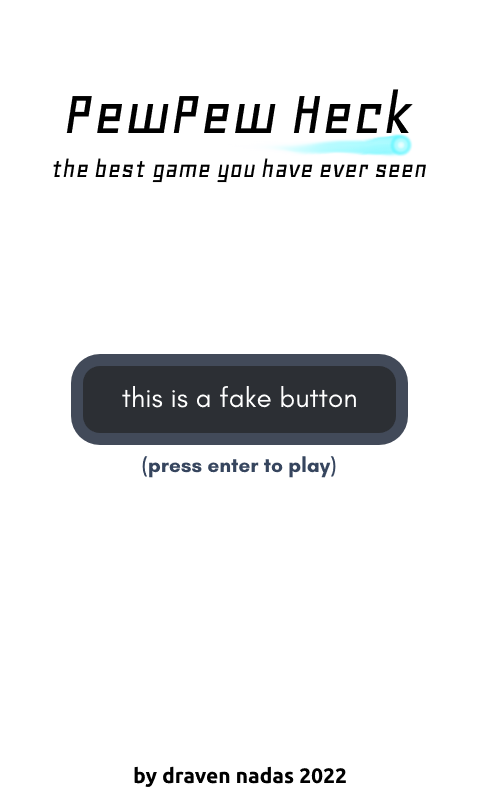 PewPew Heck
the best game you have ever seen
this is a fake button
(press enter to play)
by draven nadas 2022